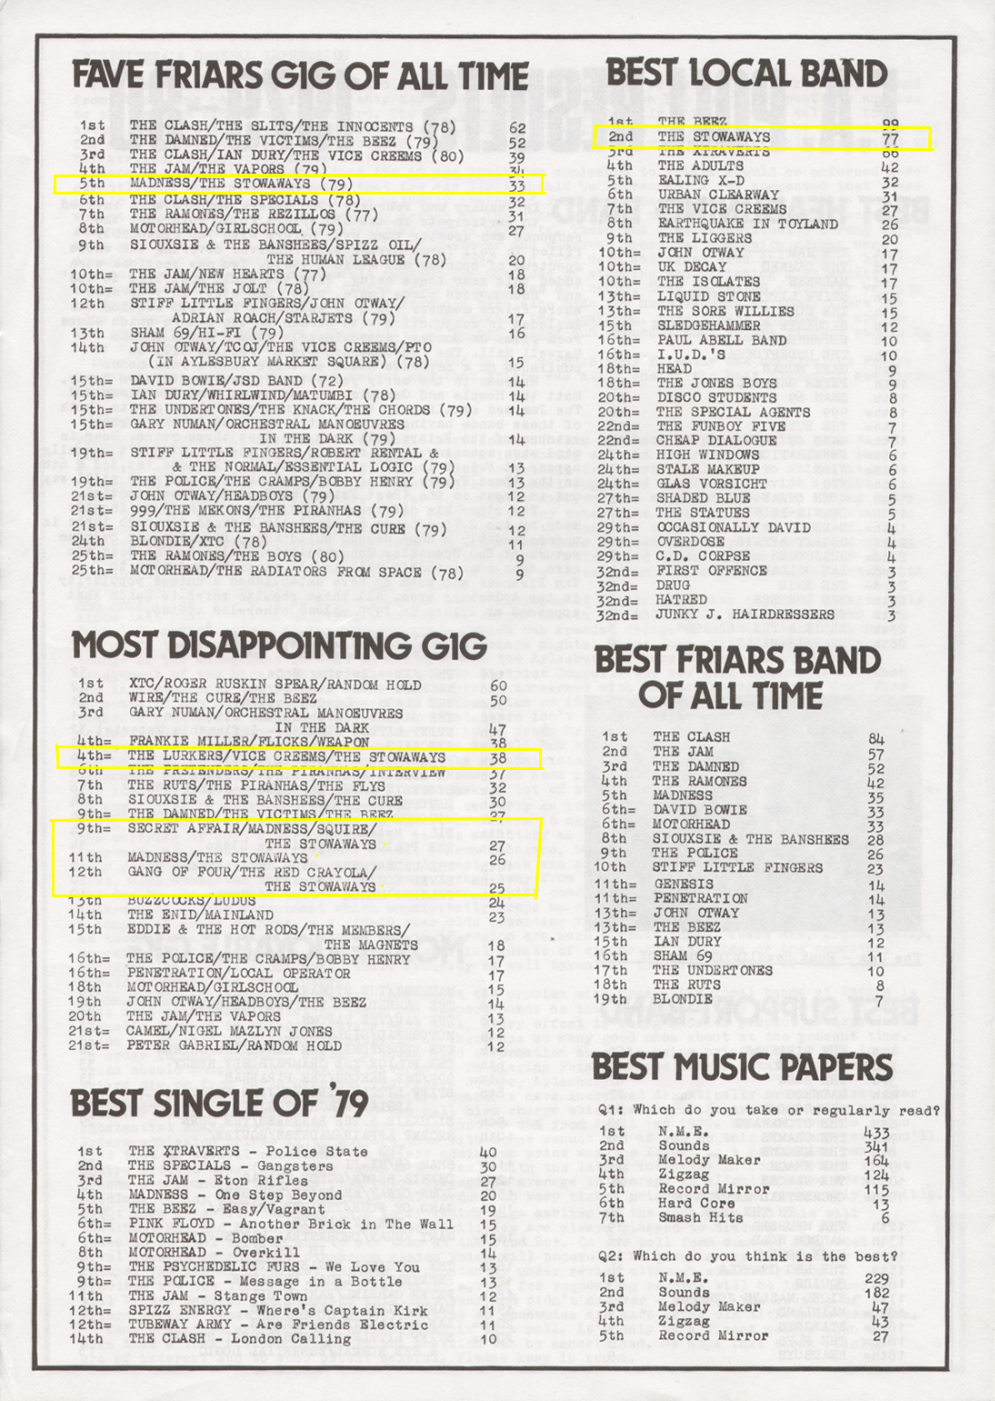 FAVE FRIARS GIG OF ALL TIME
1st THE CLASH/THE SLITS/THE INNOCENTS (78) 62
2nd THE DAMNED/THE VICTIMS/THE BEEZ (79) 52
3rd THE CLASH/IAN DURY/THE VICE CREEMS (80) 39
4th THE JAM/THE VAPORS (79) 34
5th MADNESS/THE STOWAWAYS (79) 33
6th THE CLASH/THE SPECIALS (78) 32
7th THE RAMONES/THE REZILLOS (77) 31
8th MOTORHEAD/GIRLSCHOOL (79) 27
9th SIOUXSIE & THE BANSHEES/SPIZZ OIL/
THE HUMAN LEAGUE (78) 20
10th= THE JAM/NEW HEARTS (77) 18
10th= THE JAM/THE JOLT (78) 18
12th STIFF LITTLE FINGERS/JOHN OTWAY/
ADRIAN ROACH/STARJETS (79) 17
13th SHAM 69/HI-FI (79) 16
14th JOHN OTWAY/TCOJ/THE VICE CREEMS/PTO
(IN AYLESBURY MARKET SQUARE) (78) 15
15th= DAVID BOWIE/JSD BAND (72) 14
15th= IAN DURY/WHIRLWIND/MATUMBI (78) 14
15th= THE UNDERTONES/THE KNACK/THE CHORDS (79) 14
15th= GARY NUMAN/ORCHESTRAL MANOEUVRES
IN THE DARK (79) 14
19th= STIFF LITTLE FINGERS/ROBERT RENTAL &
& THE NORMAL/ESSENTIAL LOGIC (79) 13
19th= THE POLICE/THE CRAMPS/BOBBY HENRY (79) 13
21st= JOHN OTWAY/HEADBOYS (79) 12
21st= 999/THE MEKONS/THE PIRANHAS (79) 12
21st= SIOUXSIE & THE BANSHEES/THE CURE (79) 12
24th BLONDIE/XTC (78) 11
25th= THE RAMONES/THE BOYS (80) 9
25th= MOTORHEAD/THE RADIATORS FROM SPACE (78) 9
MOST DISAPPOINTING GIG
1st XTC/ROGER RUSKIN SPEAR/RANDOM HOLD 60
2nd WIRE/THE CURE/THE BEEZ 50
3rd GARY NUMAN/ORCHESTRAL MANOEUVRES
IN THE DARK 47
4th= FRANKIE MILLER/FLICKS/WEAPON 38
4th= THE LURKERS/VICE CREEMS/THE STOWAWAYS 38
6th THE PRETENDERS/THE PIRANHAS/INTERVIEW 37
7th THE RUTS/THE PIRANHAS/THE FLYS 32
8th SIOUXSIE & THE BANSHEES/THE CURE 30
9th= THE DAMNED/THE VICTIMS/THE BEEZ 27
9th= SECRET AFFAIR/MADNESS/SQUIRE/
THE STOWAWAYS 27
11th MADNESS/THE STOWAWAYS 26
12th GANG OF FOUR/THE RED CRAYOLA/
THE STOWAWAYS 25
13th BUZZCOCKS/LUDUS 24
14th THE ENID/MAINLAND 23
15th EDDIE & THE HOT RODS/THE MEMBERS/
THE MAGNETS 18
16th= THE POLICE/THE CRAMPS/BOBBY HENRY 17
16th= PENETRATION/LOCAL OPERATOR 17
18th MOTORHEAD/GIRLSCHOOL 15
19th JOHN OTWAY/HEADBOYS/THE BEEZ 14
20th THE JAM/THE VAPORS 13
21st= CAMEL/NIGEL MAZLYN JONES 12
21st= PETER GABRIEL/RANDOM HOLD 12
BEST SINGLE OF '79
1st THE XTRAVERTS - Police State 40
2nd THE SPECIALS - Gangsters 30
3rd THE JAM - Eton Rifles 27
4th MADNESS - One Step Beyond 20
5th THE BEEZ - Easy/Vagrant 19
6th= PINK FLOYD - Another Brick in The Wall 15
6th= MOTORHEAD - Bomber 15
8th MOTORHEAD - Overkill 14
9th= THE PSYCHEDELIC FURS - We Love You 13
9th= THE POLICE - Message in a Bottle 13
11th THE JAM - Stange Town 12
12th= SPIZZ ENERGY - Where's Captain Kirk 11
12th= TUBEWAY ARMY - Are Friends Electric 11
14th THE CLASH - London Calling 10
BEST LOCAL BAND
1st THE BEEZ 99
2nd THE STOWAWAYS 77
3rd THE XTRAVERTS 66
4th THE ADULTS 42
5th EALING X-D 32
6th URBAN CLEARWAY 31
7th THE VICE CREEMS 27
8th EARTHQUAKE IN TOYLAND 26
9th THE LIGGERS 20
10th= JOHN OTWAY 17
10th= UK DECAY 17
10th= THE ISOLATES 17
13th= LIQUID STONE 15
13th= THE SORE WILLIES 15
15th SLEDGEHAMMER 12
16th= PAUL ABELL BAND 10
16th= I.U.D.'S 10
18th= HEAD 9
18th= THE JONES BOYS 9
20th= DISCO STUDENTS 8
20th= THE SPECIAL AGENTS 8
22nd= THE FUNBOY FIVE 7
22nd= CHEAP DIALOGUE 7
24th= HIGH WINDOWS 6
24th= STALE MAKEUP 6
24th= GLAS VORSICHT 6
27th= SHADED BLUE 5
27th= THE STATUES 5
29th= OCCASIONALLY DAVID 4
29th= OVERDOSE 4
29th= C.D. CORPSE 4
32nd= FIRST OFFENCE 3
32nd= DRUG 3
32nd= HATRED 3
32nd= JUNKY J. HAIRDRESSERS 3
BEST FRIARS BAND
OF ALL TIME
1st THE CLASH 84
2nd THE JAM 57
3rd THE DAMNED 52
4th THE RAMONES 42
5th MADNESS 35
6th= DAVID BOWIE 33
6th= MOTORHEAD 33
8th SIOUXSIE & THE BANSHEES 28
9th THE POLICE 26
10th STIFF LITTLE FINGERS 23
11th= GENESIS 14
11th= PENETRATION 14
13th= JOHN OTWAY 13
13th= THE BEEZ 13
15th IAN DURY 12
16th SHAM 69 11
17th THE UNDERTONES 10
18th THE RUTS 8
19th BLONDIE 7
BEST MUSIC PAPERS
Q1: Which do you take or regularly read?
1st N.M.E. 433
2nd Sounds 341
3rd Melody Maker 164
4th Zigzag 124
5th Record Mirror 115
6th Hard Core 13
7th Smash Hits 6
Q2: Which do you think is the best?
1st N.M.E. 229
2nd Sounds 182
3rd Melody Maker 47
4th Zigzag 43
5th Record Mirror 27